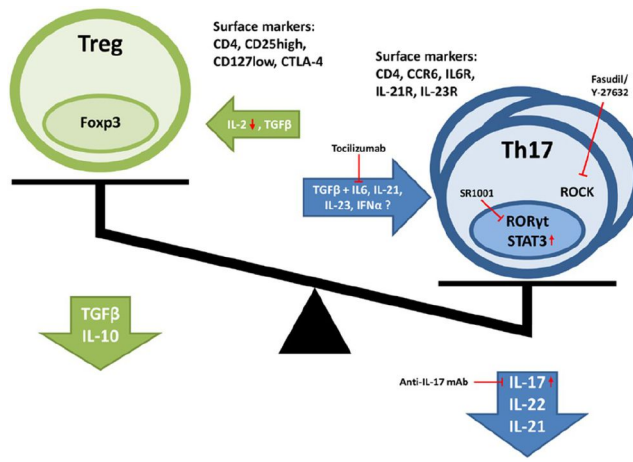 Treg
Foxp3
Surface markers:
CD4, CD25high,
CD127low, CTLA-4
IL-2 , TGFβ
Surface markers:
CD4, CCR6, IL6R,
IL-21R, IL-23R
Fasudil/
Y-27632
Tocilizumab
TGFβ + IL6, IL-21,
IL-23, IFNα ?
Th17
ROCK
SR1001
RORγt
STAT3
TGFβ
IL-10
Anti-IL-17 mAb
IL-17
IL-22
IL-21